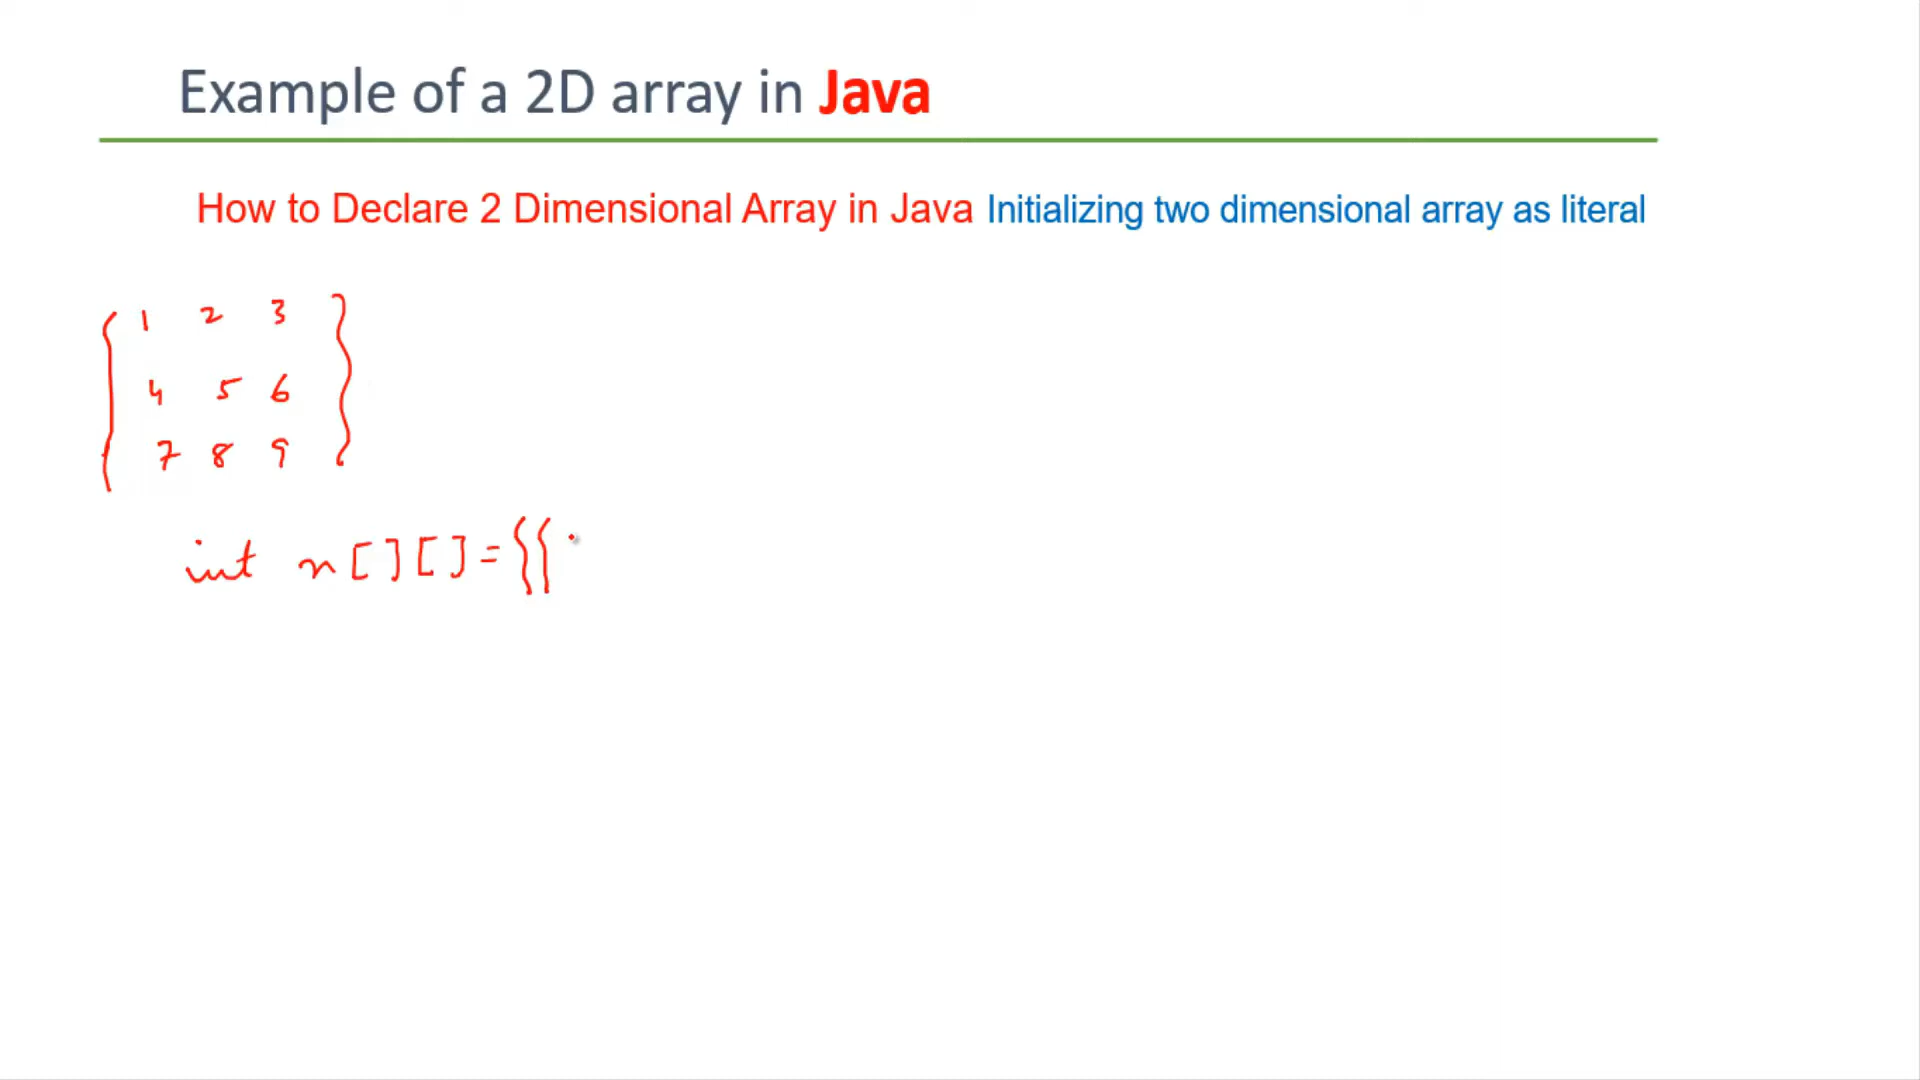 Example of a 2D array in Java
How to Declare 2 Dimensional Array in Java Initializing two dimensional array as literal
{ 1 2 3 }
4 5 6
7 8 9
int n[][]={{